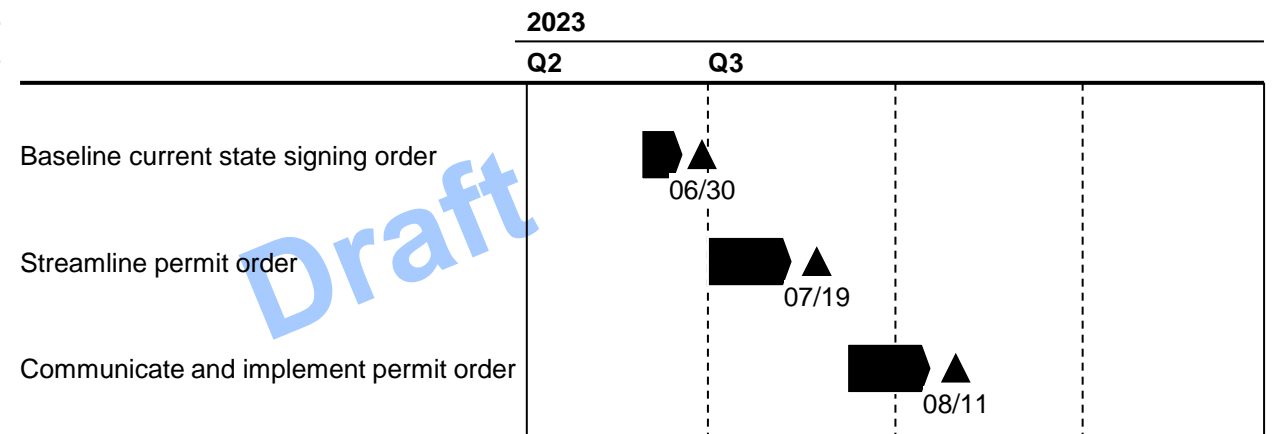 2023
Q2 Q3
Baseline current state signing order
06/30
Draft
Streamline permit order
07/19
Communicate and implement permit order
08/11